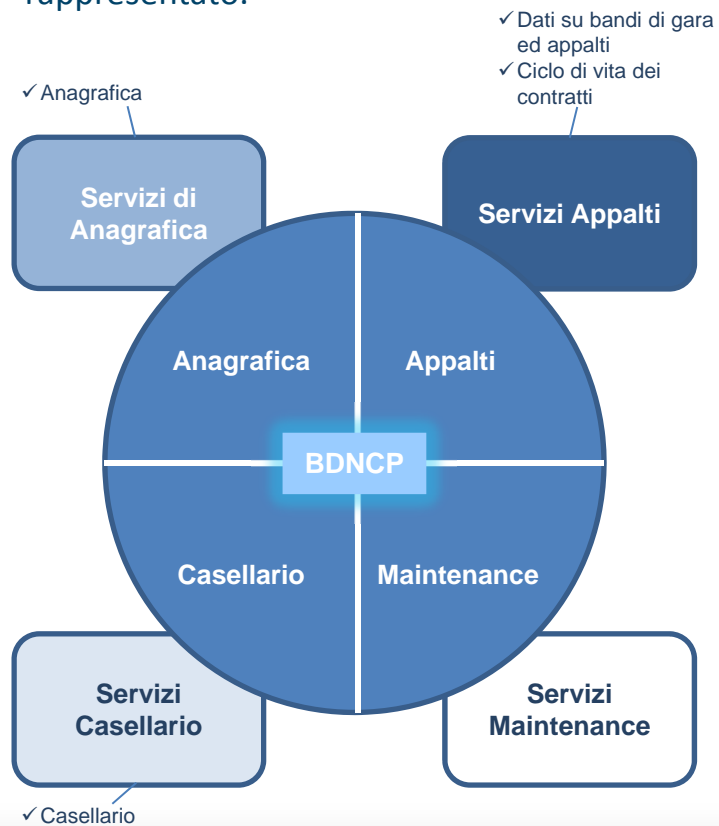 rappresentato:
✓ Dati su bandi di gara
ed appalti
✓ Ciclo di vita dei
contratti
✓ Anagrafica
Servizi di
Anagrafica
Servizi Appalti
Anagrafica
Appalti
BDNCP
Casellario
Maintenance
Servizi
Casellario
Servizi
Maintenance
✓ Casellario